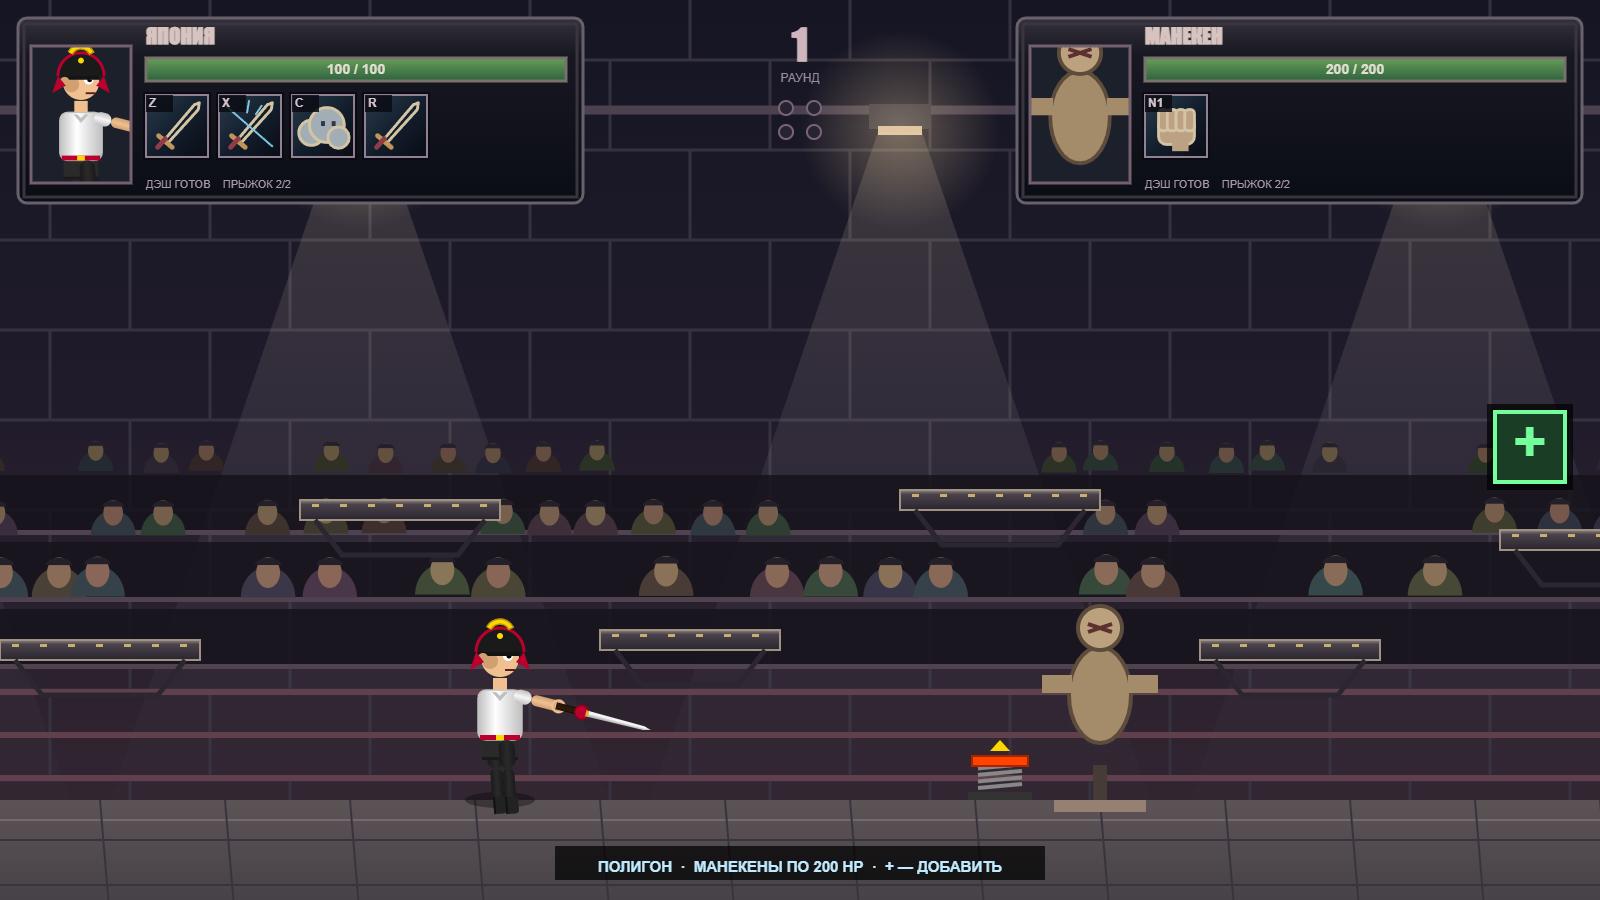 ЯПОНИЯ
100 / 100
Z X C R
ДЭШ ГОТОВ ПРЫЖОК 2/2
1
РАУНД
МАНЕКЕН
200 / 200
N1
ДЭШ ГОТОВ ПРЫЖОК 2/2
+
ПОЛИГОН · МАНЕКЕНЫ ПО 200 HP · + — ДОБАВИТЬ